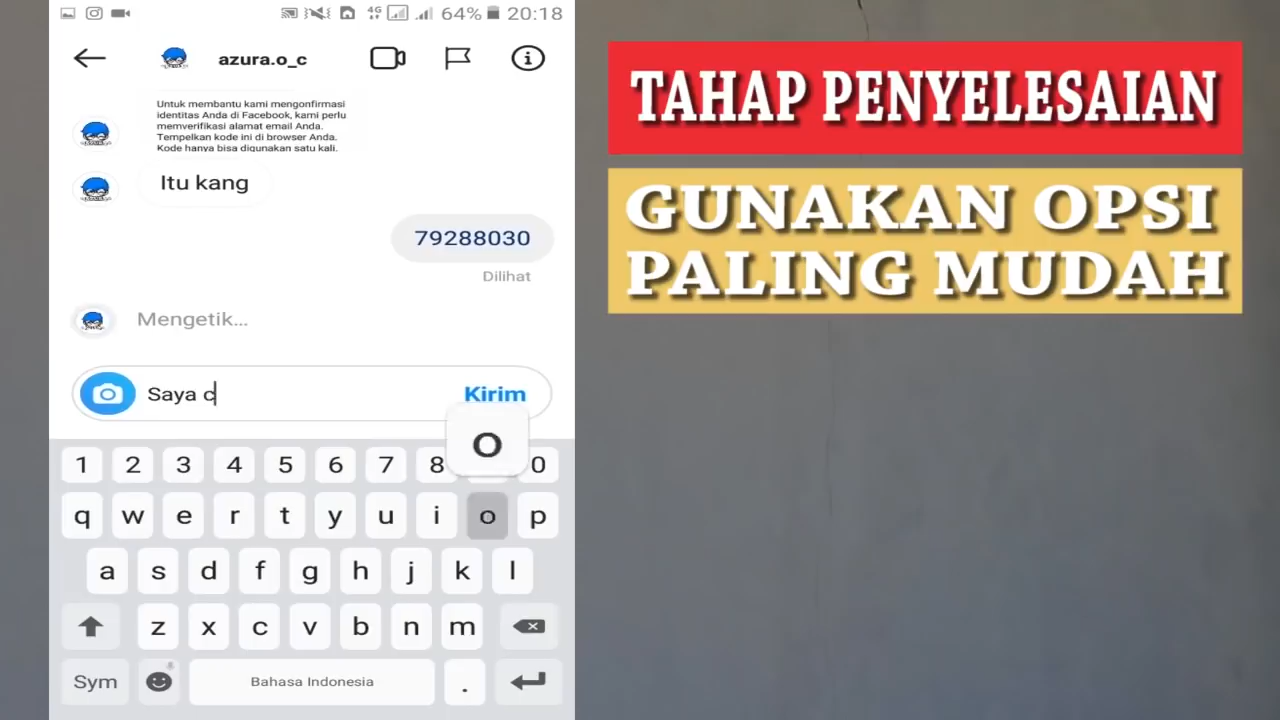 4G 64% 20:18
azura.o_c
Untuk membantu kami mengonfirmasi
identitas Anda di Facebook, kami perlu
memverifikasi alamat email Anda.
Tempelkan kode ini di browser Anda.
Kode hanya bisa digunakan satu kali.
Itu kang
79288030
Dilihat
Mengetik...
Saya c
Kirim
O
1 2 3 4 5 6 7 8 0
q w e r t y u i o p
a s d f g h j k l
z x c v b n m
Sym Bahasa Indonesia .
TAHAP PENYELESAIAN
GUNAKAN OPSI
PALING MUDAH